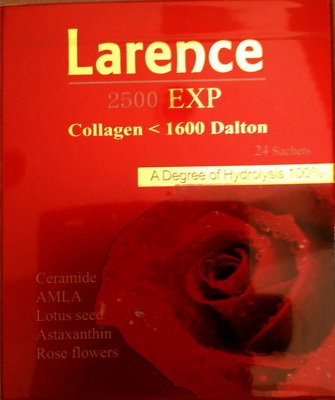 Larence
2500 EXP
Collagen < 1600 Dalton
24 Sachets
A Degree of Hydrolysis 100%
Ceramide
AMLA
Lotus seed
Astaxanthin
Rose flowers